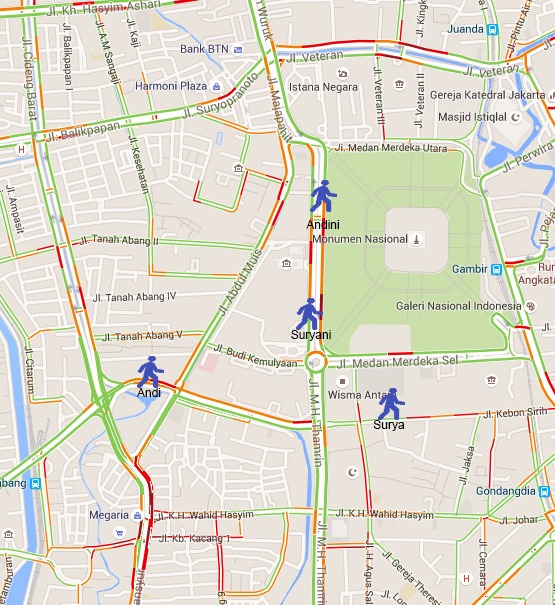 Jl. Kh. Hasyim Ashari
Jl. Cideng Barat
Jl. Balikpapan I
Jl. A.M Sangaji
Jl. Kaji
Bank BTN
Juanda
Jl. Pintu Air
Jl. Veteran
Jl. Veteran
Harmoni Plaza
Istana Negara
Jl. Veteran III
Jl. Veteran II
Gereja Katedral Jakarta
Jl. Suryopranoto
Jl. Majapahit
Masjid Istiqlal
Jl. Balikpapan
Jl. Medan Merdeka Utara
Jl. Perwira
H
Jl. Kesehatan
Jl. Ampasit
Andini
Monumen Nasional
Jl. Tanah Abang II
Jl. Abdul Muis
Gambir
Jl. Tanah Abang IV
Galeri Nasional Indonesia
Suryani
Jl. Tanah Abang V
Jl. Budi Kemulyaan
Jl. Medan Merdeka Sel.
Jl. Citarum
Andi
Wisma Antar
Surya
Jl. Kebon Sirih
Jl. M.H. Thamrin
Jl. Jaksa
Gondangdia
Megaria
Jl. K.H. Wahid Hasyim
Jl. K.H. Wahid Hasyim
Jl. Johar
Jl. Kb. Kacang 1
Jl. M.H. Thamrin
Jl. H. Agus Sal
Jl. Gereja Theresi
Jl. Cemara
H